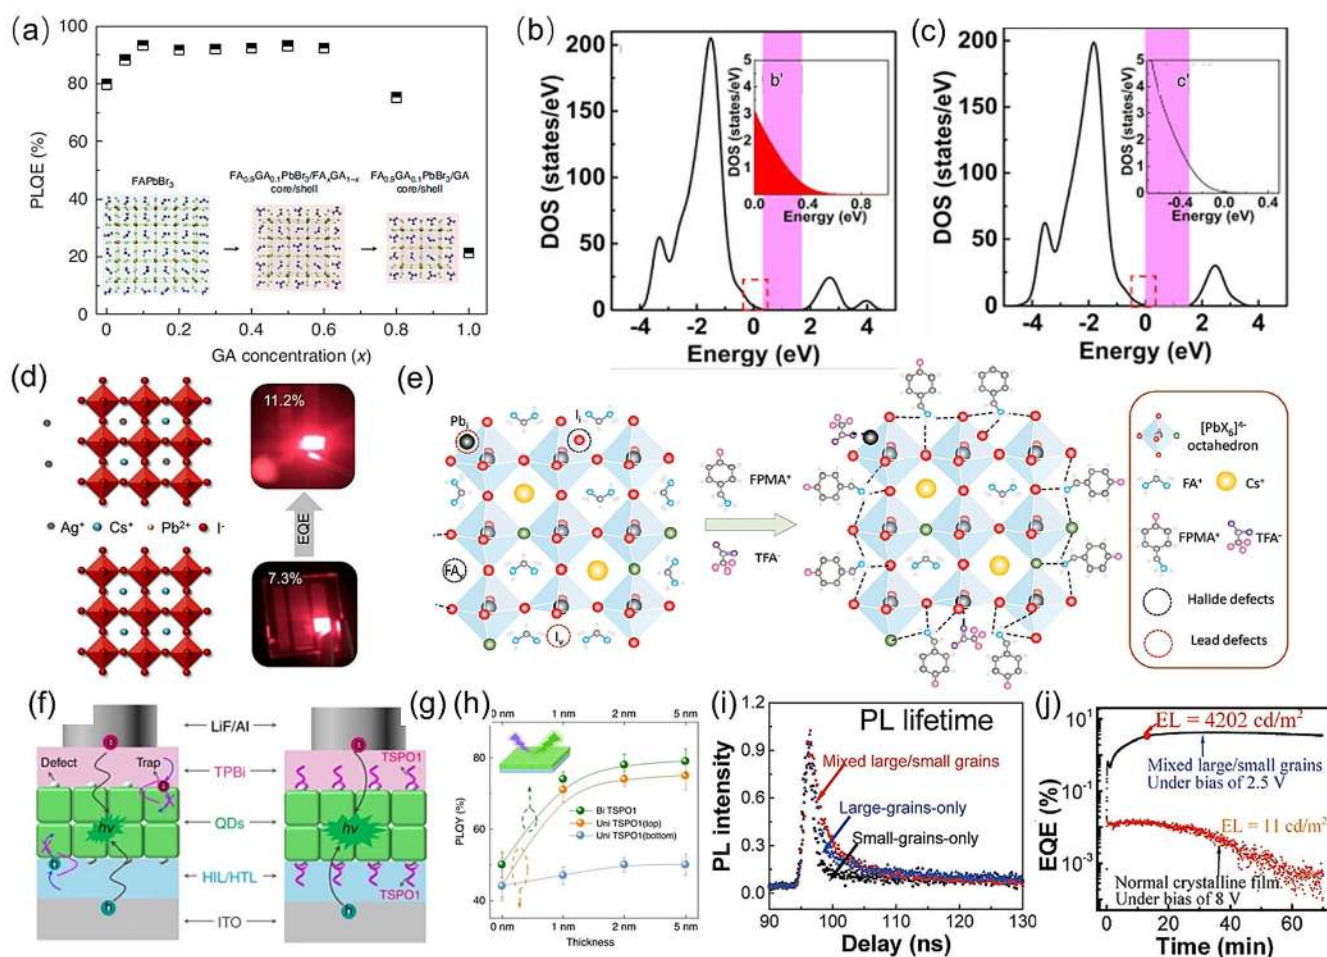 (a)
100
80
60
40
20
0
PLQE (%)
0
0.2
0.4
0.6
0.8
1.0
GA concentration (x)
FAPbBr₃
FA₀.₉GA₀.₁PbBr₃/FAₓGA₁₋ₓ
core/shell
FA₀.₉GA₀.₁PbBr₃/GA
core/shell
(b)
200
150
100
50
0
DOS (states/eV)
-4
-2
0
2
4
Energy (eV)
b'
5
4
3
2
1
DOS (states/eV)
0.0
0.4
0.8
Energy (eV)
(c)
200
150
100
50
0
DOS (states/eV)
-4
-2
0
2
4
Energy (eV)
c'
5
4
3
2
1
DOS (states/eV)
-0.4
0.0
0.4
Energy (eV)
(d)
11.2%
EQE
7.3%
Ag⁺
Cs⁺
Pb²⁺
I⁻
(e)
Pbᵢ
Iᵢ
FAᵥ
Iᵥ
FPMA⁺
TFA⁻
[PbX₆]⁴⁻
octahedron
FA⁺
Cs⁺
FPMA⁺
TFA⁻
Halide defects
Lead defects
(f)
LiF/Al
TPBi
QDs
HIL/HTL
ITO
Defect
Trap
hv
(g)
TSPO1
hv
TSPO1
(h)
0 nm
1 nm
2 nm
5 nm
80
60
40
PLQY (%)
Bi TSPO1
Uni TSPO1(top)
Uni TSPO1(bottom)
0 nm
1 nm
2 nm
5 nm
Thickness
(i)
PL lifetime
1.2
0.9
0.6
0.3
0.0
PL intensity
Mixed large/small grains
Large-grains-only
Small-grains-only
90
100
110
120
130
Delay (ns)
(j)
10¹
10⁻¹
10⁻³
EQE (%)
EL = 4202 cd/m²
Mixed large/small grains
Under bias of 2.5 V
EL = 11 cd/m²
Normal crystalline film
Under bias of 8 V
0
20
40
60
Time (min)